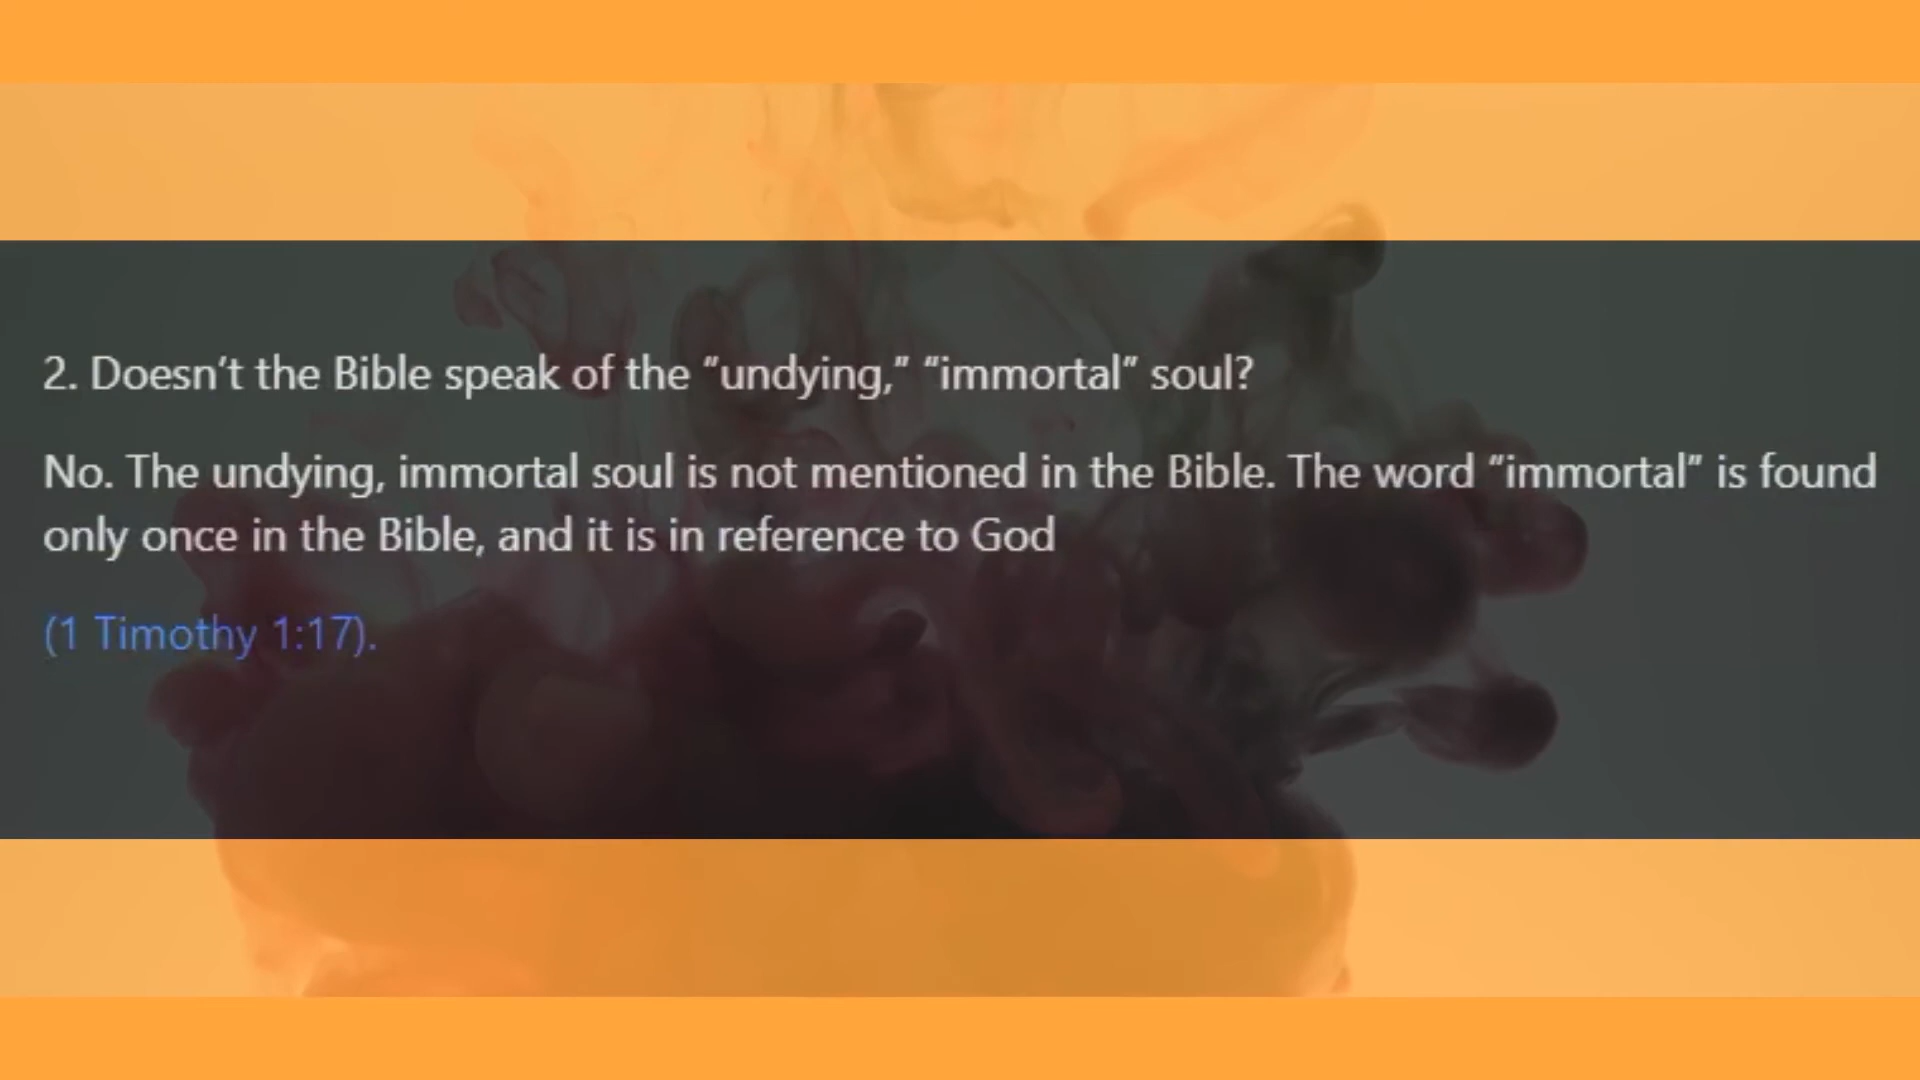 2. Doesn’t the Bible speak of the “undying,” “immortal” soul?
No. The undying, immortal soul is not mentioned in the Bible. The word “immortal” is found
only once in the Bible, and it is in reference to God
(1 Timothy 1:17).